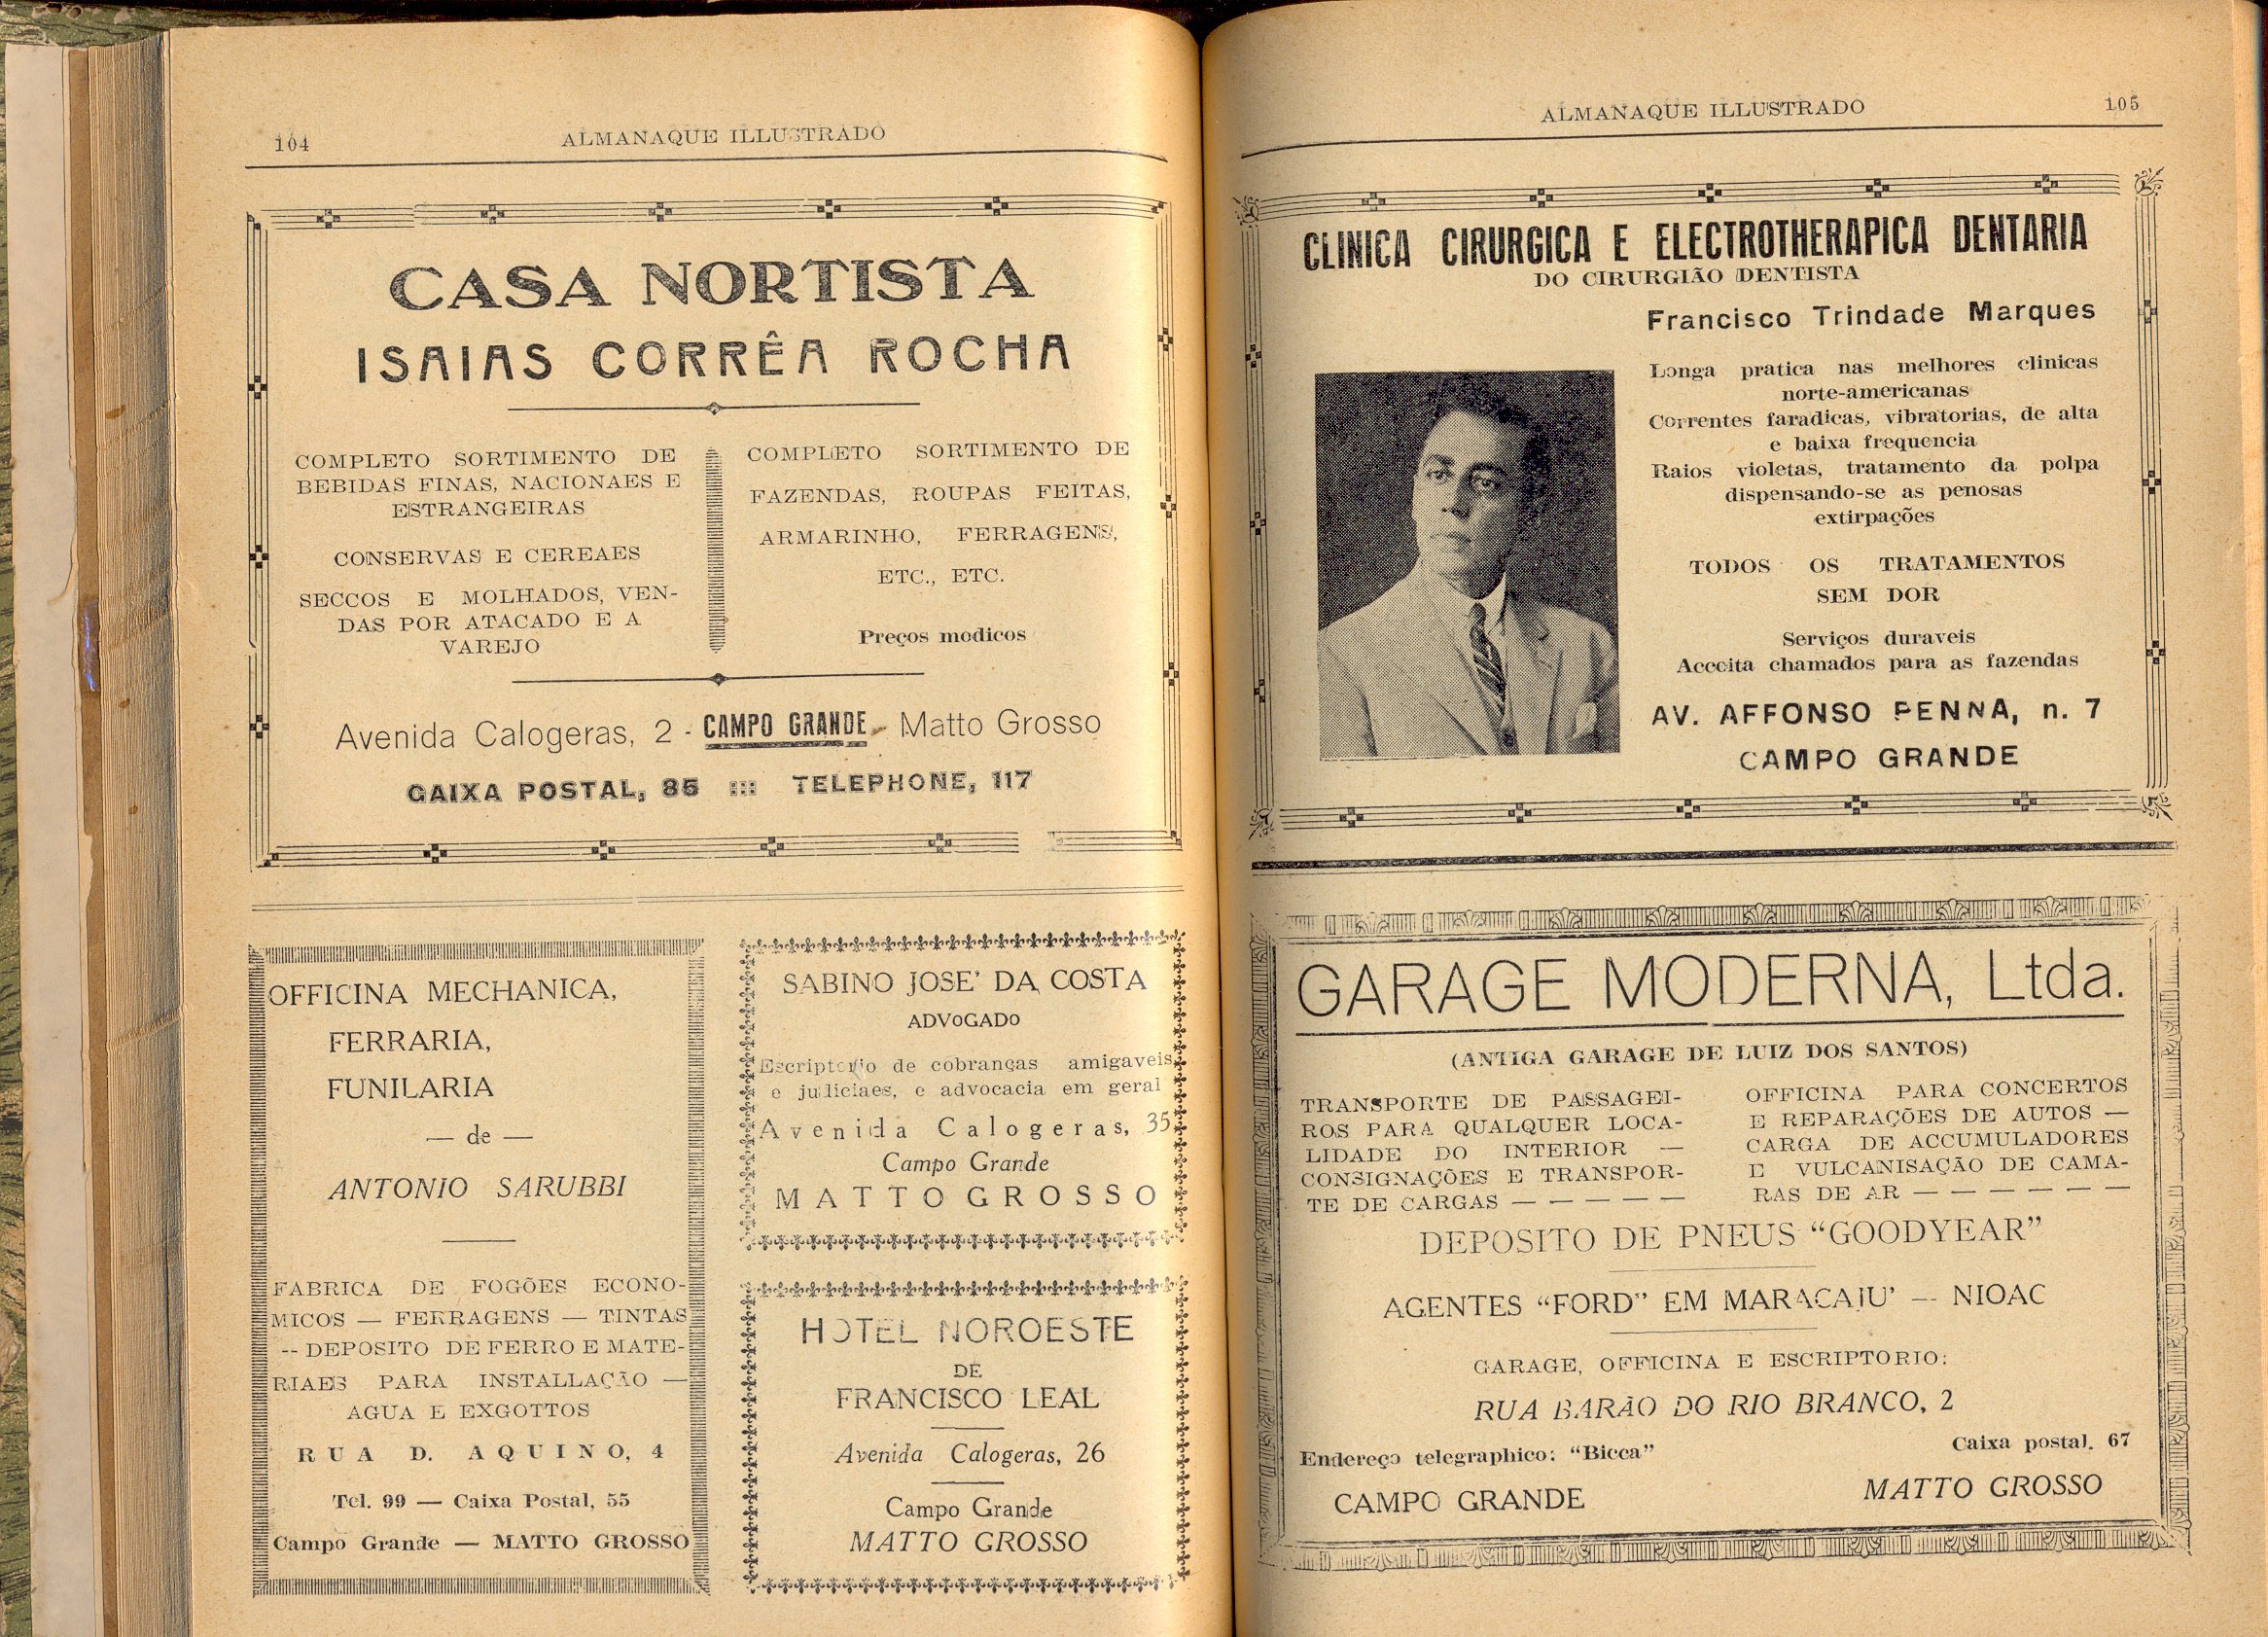 104
ALMANAQUE ILLUSTRADO
CASA NORTISTA
ISAIAS CORRÊA ROCHA
COMPLETO SORTIMENTO DE
BEBIDAS FINAS, NACIONAES E
ESTRANGEIRAS
CONSERVAS E CEREAES
SECCOS E MOLHADOS, VEN-
DAS POR ATACADO E A
VAREJO
COMPLETO SORTIMENTO DE
FAZENDAS, ROUPAS FEITAS,
ARMARINHO, FERRAGENS,
ETC., ETC.
Preços modicos
Avenida Calogeras, 2 - CAMPO GRANDE - Matto Grosso
CAIXA POSTAL, 85 ::: TELEPHONE, 117
OFFICINA MECHANICA,
FERRARIA,
FUNILARIA
— de —
ANTONIO SARUBBI
FABRICA DE FOGÕES ECONO-
MICOS — FERRAGENS — TINTAS
-- DEPOSITO DE FERRO E MATE-
RIAES PARA INSTALLAÇÃO —
AGUA E EXGOTTOS
RUA D. AQUINO, 4
Tel. 99 — Caixa Postal, 55
Campo Grande — MATTO GROSSO
SABINO JOSE' DA COSTA
ADVOGADO
Escriptorio de cobranças amigaveis
e judiciaes, e advocacia em geral
Avenida Calogeras, 35
Campo Grande
MATTO GROSSO
HOTEL NOROESTE
DE
FRANCISCO LEAL
Avenida Calogeras, 26
Campo Grande
MATTO GROSSO
ALMANAQUE ILLUSTRADO
105
CLINICA CIRURGICA E ELECTROTHERAPICA DENTARIA
DO CIRURGIÃO DENTISTA
Francisco Trindade Marques
Longa pratica nas melhores clinicas
norte-americanas
Correntes faradicas, vibratorias, de alta
e baixa frequencia
Raios violetas, tratamento da polpa
dispensando-se as penosas
extirpações
TODOS OS TRATAMENTOS
SEM DOR
Serviços duraveis
Acceita chamados para as fazendas
AV. AFFONSO PENNA, n. 7
CAMPO GRANDE
GARAGE MODERNA, Ltda.
(ANTIGA GARAGE DE LUIZ DOS SANTOS)
TRANSPORTE DE PASSAGEI-
ROS PARA QUALQUER LOCA-
LIDADE DO INTERIOR —
CONSIGNAÇÕES E TRANSPOR-
TE DE CARGAS — — — — —
OFFICINA PARA CONCERTOS
E REPARAÇÕES DE AUTOS —
CARGA DE ACCUMULADORES
E VULCANISAÇÃO DE CAMA-
RAS DE AR — — — — — —
DEPOSITO DE PNEUS “GOODYEAR”
AGENTES “FORD” EM MARACAJU' -- NIOAC
GARAGE, OFFICINA E ESCRIPTORIO:
RUA BARÃO DO RIO BRANCO, 2
Endereço telegraphico: “Bicca”
Caixa postal. 67
CAMPO GRANDE
MATTO GROSSO